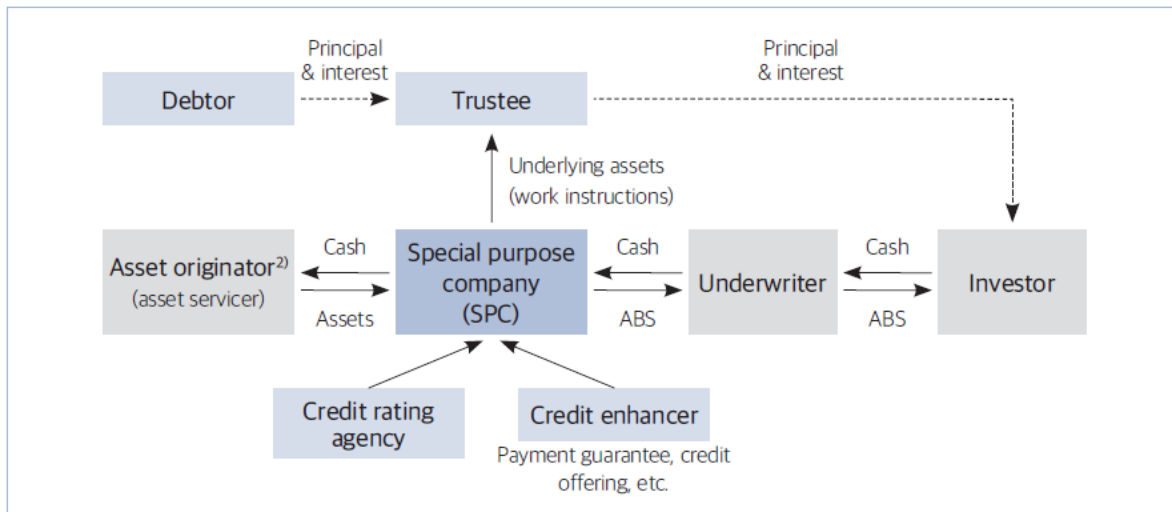 Principal
& interest
Principal
& interest
Debtor
Trustee
Underlying assets
(work instructions)
Asset originator2)
(asset servicer)
Cash
Assets
Special purpose
company
(SPC)
Cash
ABS
Underwriter
Cash
ABS
Investor
Credit rating
agency
Credit enhancer
Payment guarantee, credit
offering, etc.